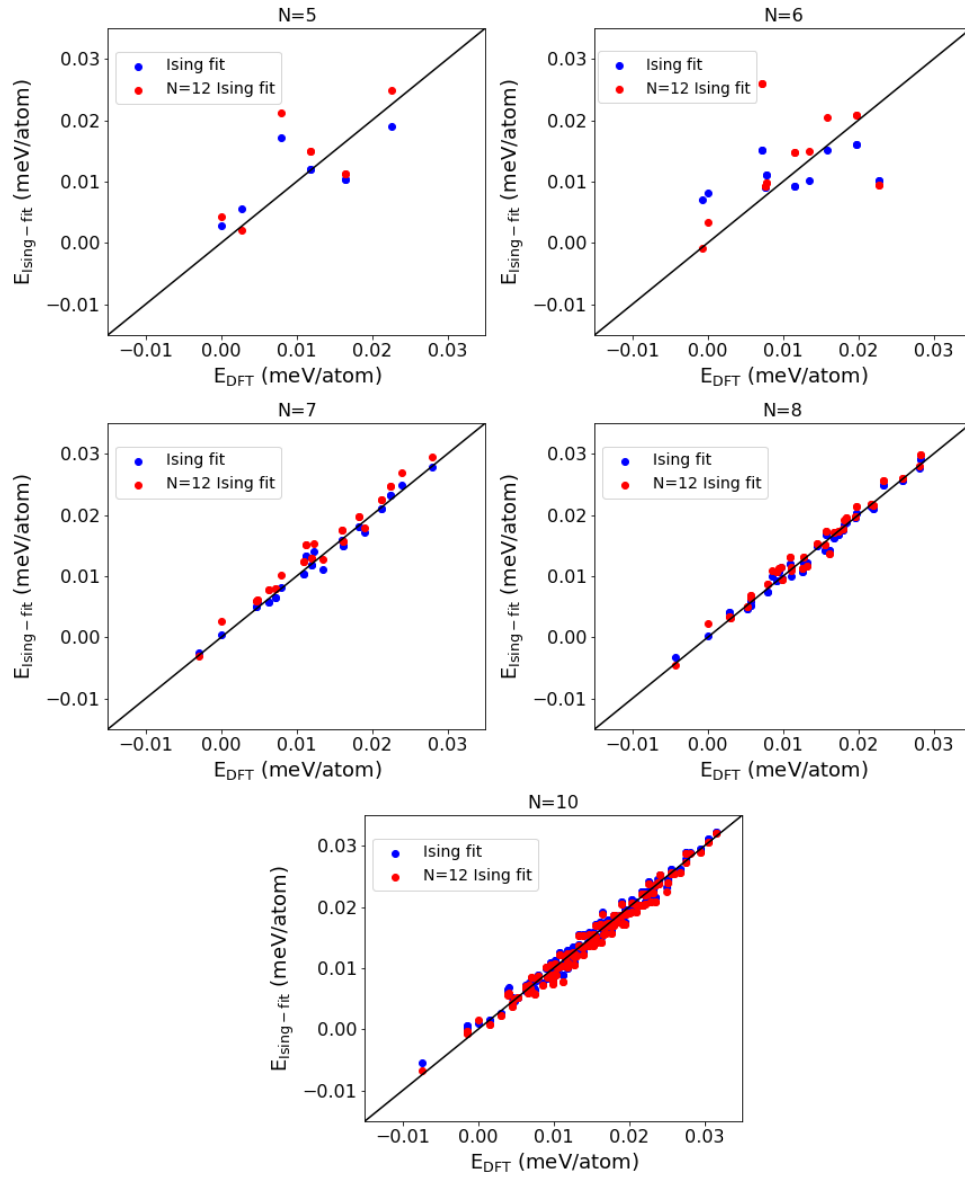 N=5
Ising fit
N=12 Ising fit
0.03
0.02
0.01
0.00
−0.01
E_Ising−fit (meV/atom)
−0.01 0.00 0.01 0.02 0.03
E_DFT (meV/atom)
N=6
Ising fit
N=12 Ising fit
0.03
0.02
0.01
0.00
−0.01
E_Ising−fit (meV/atom)
−0.01 0.00 0.01 0.02 0.03
E_DFT (meV/atom)
N=7
Ising fit
N=12 Ising fit
0.03
0.02
0.01
0.00
−0.01
E_Ising−fit (meV/atom)
−0.01 0.00 0.01 0.02 0.03
E_DFT (meV/atom)
N=8
Ising fit
N=12 Ising fit
0.03
0.02
0.01
0.00
−0.01
E_Ising−fit (meV/atom)
−0.01 0.00 0.01 0.02 0.03
E_DFT (meV/atom)
N=10
Ising fit
N=12 Ising fit
0.03
0.02
0.01
0.00
−0.01
E_Ising−fit (meV/atom)
−0.01 0.00 0.01 0.02 0.03
E_DFT (meV/atom)